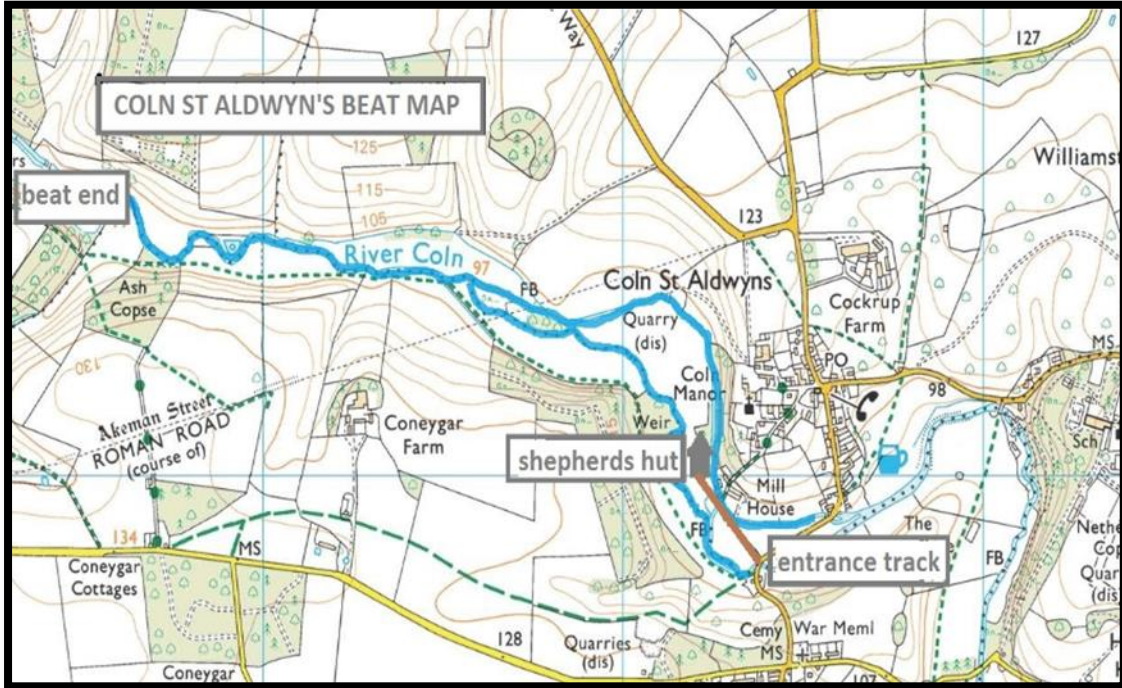 Way
127
COLN ST ALDWYN'S BEAT MAP
125
Williamst
115
105
123
beat end
River Coln
97
FB
Coln St Aldwyns
Ash
Copse
Quarry
(dis)
Cockrup
Farm
PO
MS
130
Coln
Manor
98
Akeman Street
ROMAN ROAD
(course of)
Coneygar
Farm
Weir
Sch
shepherds hut
Mill
House
134
MS
FB
The
FB
entrance track
Coneygar
Cottages
128
Quarries
(dis)
Cemy
MS
War Meml
Coneygar
107